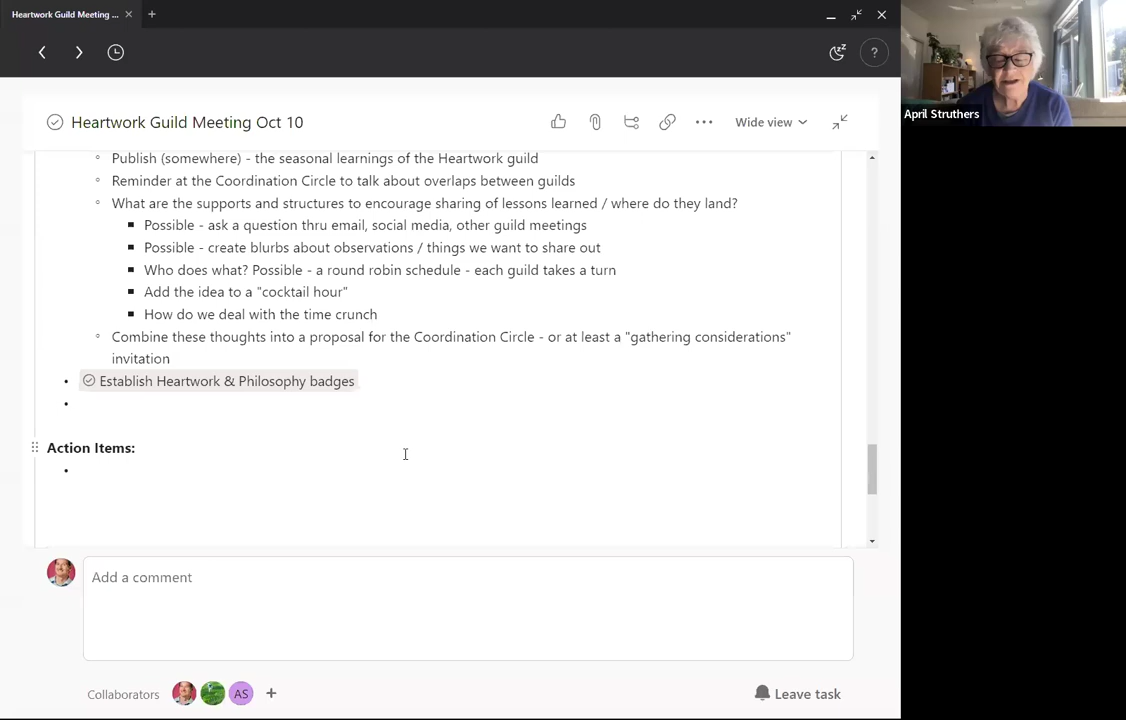 Heartwork Guild Meeting ...
Heartwork Guild Meeting Oct 10
Wide view
Publish (somewhere) - the seasonal learnings of the Heartwork guild
Reminder at the Coordination Circle to talk about overlaps between guilds
What are the supports and structures to encourage sharing of lessons learned / where do they land?
Possible - ask a question thru email, social media, other guild meetings
Possible - create blurbs about observations / things we want to share out
Who does what? Possible - a round robin schedule - each guild takes a turn
Add the idea to a "cocktail hour"
How do we deal with the time crunch
Combine these thoughts into a proposal for the Coordination Circle - or at least a "gathering considerations"
invitation
Establish Heartwork & Philosophy badges
Action Items:
Add a comment
Collaborators
AS
Leave task
April Struthers